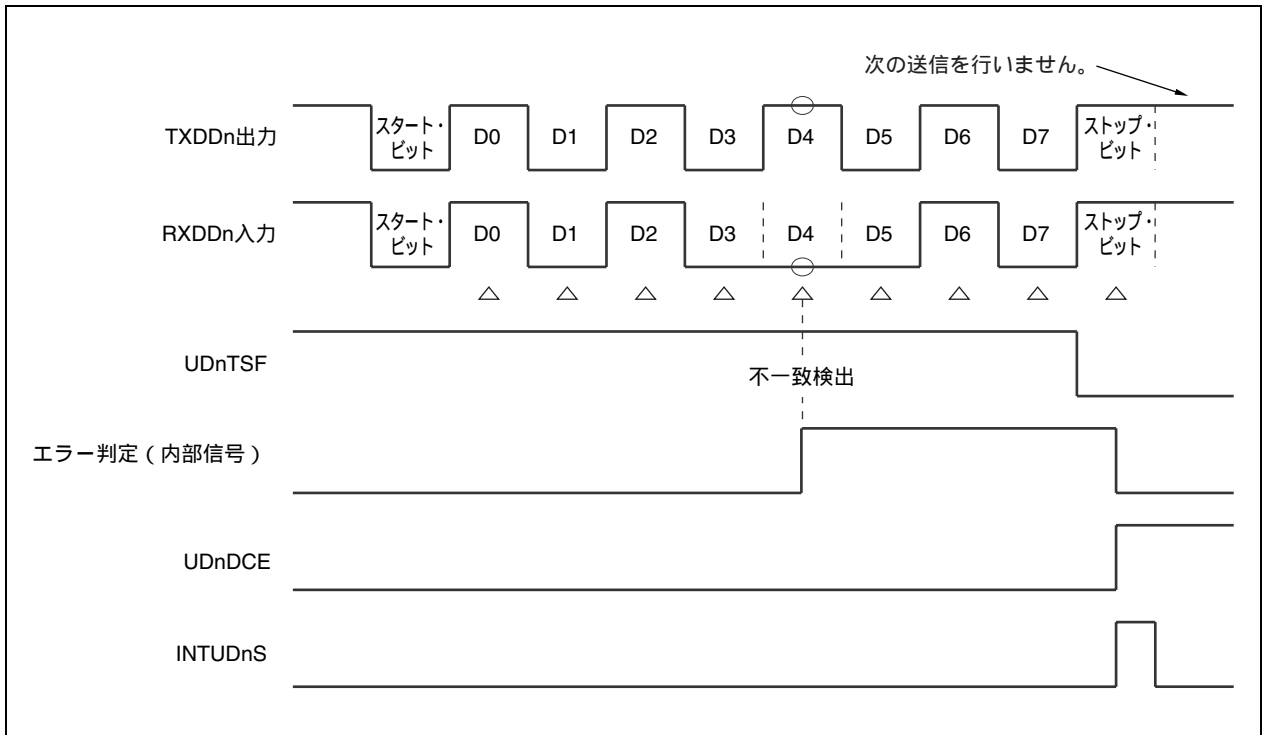 次の送信を行いません。
TXDDn出力
スタート・
ビット
D0 D1 D2 D3 D4 D5 D6 D7
ストップ・
ビット
RXDDn入力
スタート・
ビット
D0 D1 D2 D3 D4 D5 D6 D7
ストップ・
ビット
UDnTSF
不一致検出
エラー判定（内部信号）
UDnDCE
INTUDnS